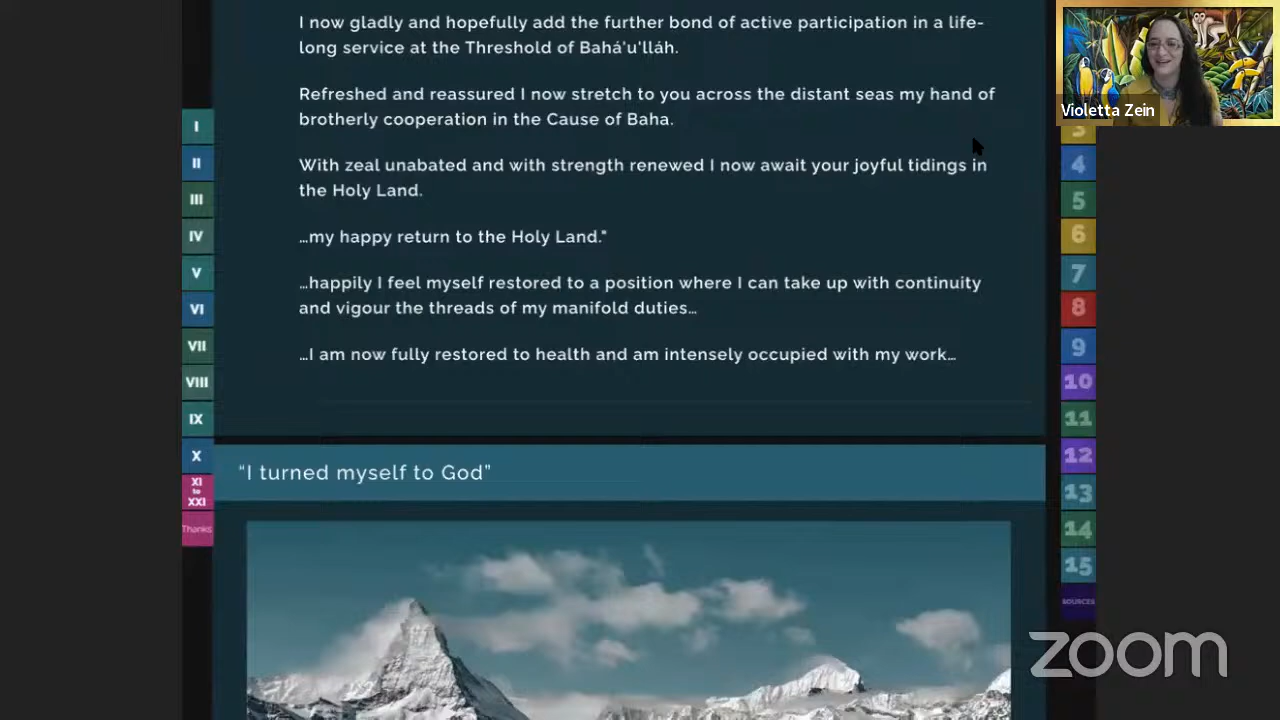 I now gladly and hopefully add the further bond of active participation in a life-
long service at the Threshold of Bahá'u'lláh.
Refreshed and reassured I now stretch to you across the distant seas my hand of
brotherly cooperation in the Cause of Baha.
With zeal unabated and with strength renewed I now await your joyful tidings in
the Holy Land.
…my happy return to the Holy Land."
…happily I feel myself restored to a position where I can take up with continuity
and vigour the threads of my manifold duties…
…I am now fully restored to health and am intensely occupied with my work…
“I turned myself to God”
I
II
III
IV
V
VI
VII
VIII
IX
X
XI
to
XXI
Thanks
Violetta Zein
3
4
5
6
7
8
9
10
11
12
13
14
15
SOURCES
zoom